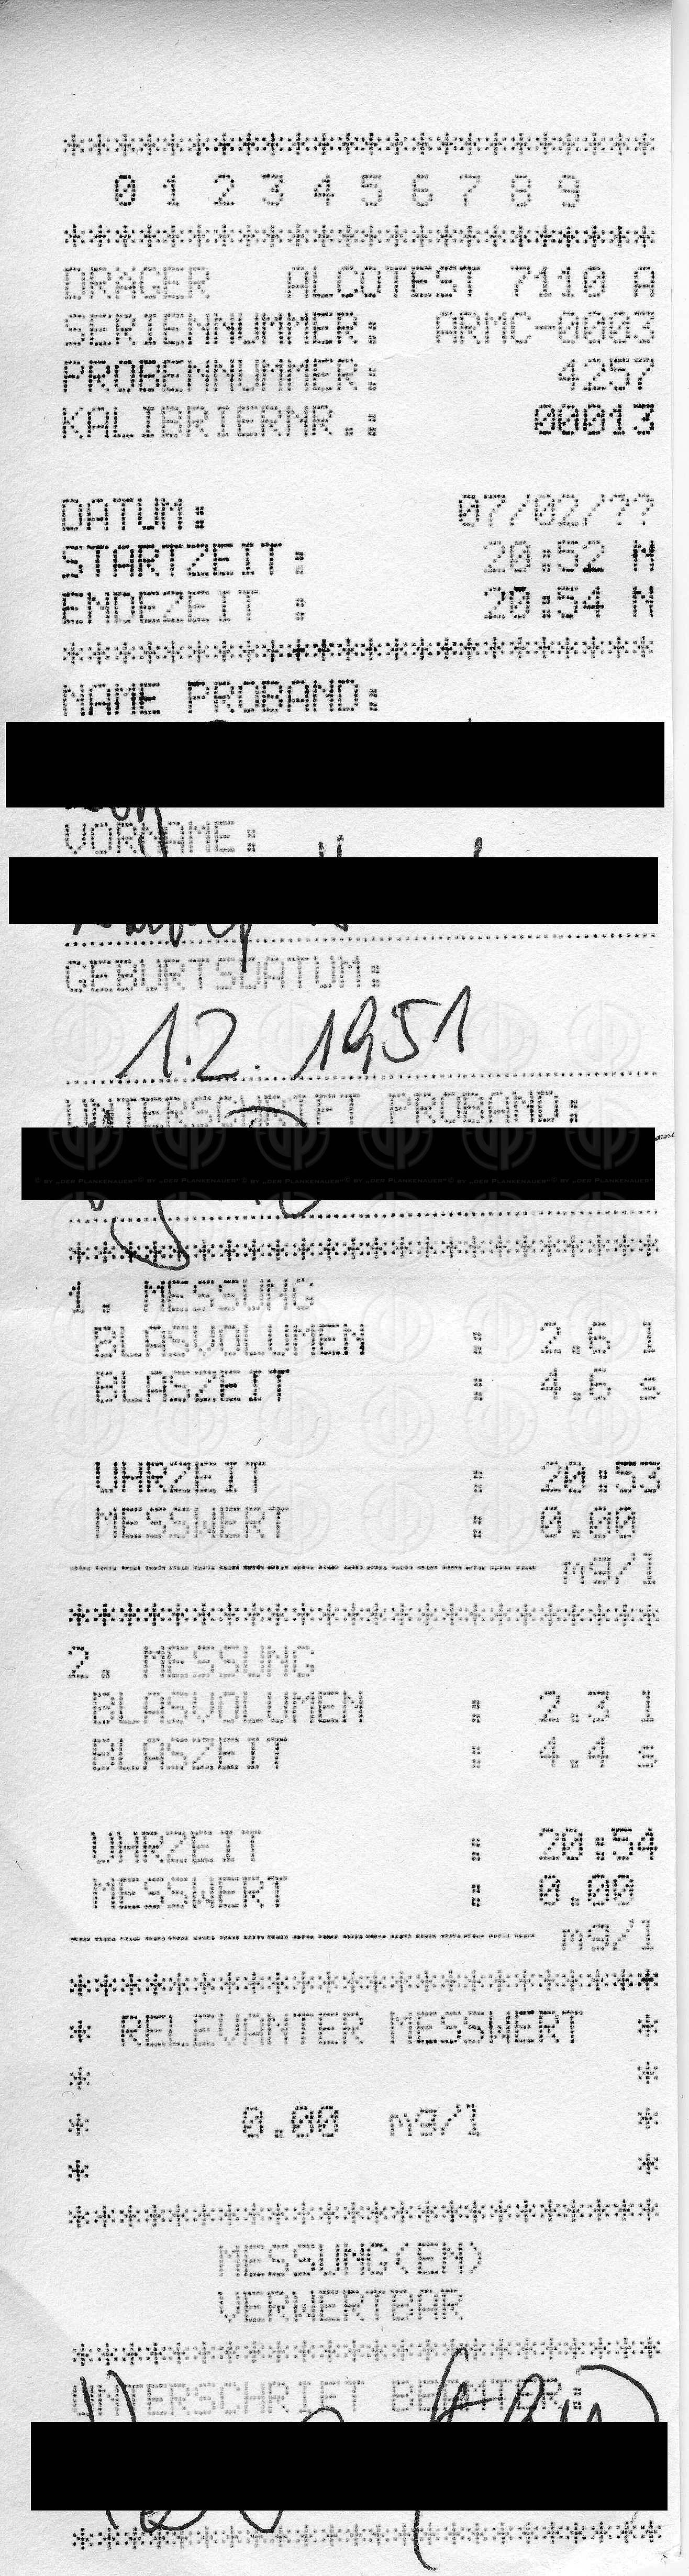 ************************
0 1 2 3 4 5 6 7 8 9
************************
DRAGER ALCOTEST 7110 A
SERIENNUMMER: ARMC-0003
PROBENNUMMER: 4257
KALIBRIERNR.: 00013
DATUM: 07/02/??
STARTZEIT: 20:52 N
ENDEZEIT : 20:54 N
************************
NAME PROBAND:
VORNAME:
GEBURTSDATUM:
1.2. 1951
UNTERSCHRIFT PROBAND:
© BY „DER PLANKENAUER“
************************
1. MESSUNG
BLASVOLUMEN : 2.6 l
BLASZEIT : 4.6 s
UHRZEIT : 20:53
MESSWERT : 0.00
------------------- mg/l
************************
2. MESSUNG
BLASVOLUMEN : 2.3 l
BLASZEIT : 4.4 s
UHRZEIT : 20:54
MESSWERT : 0.00
------------------- mg/l
************************
* RELEVANTER MESSWERT *
* *
* 0.00 mg/l *
* *
************************
MESSUNG(EN)
VERWERTBAR
************************
UNTERSCHRIFT BEAMTER:
************************